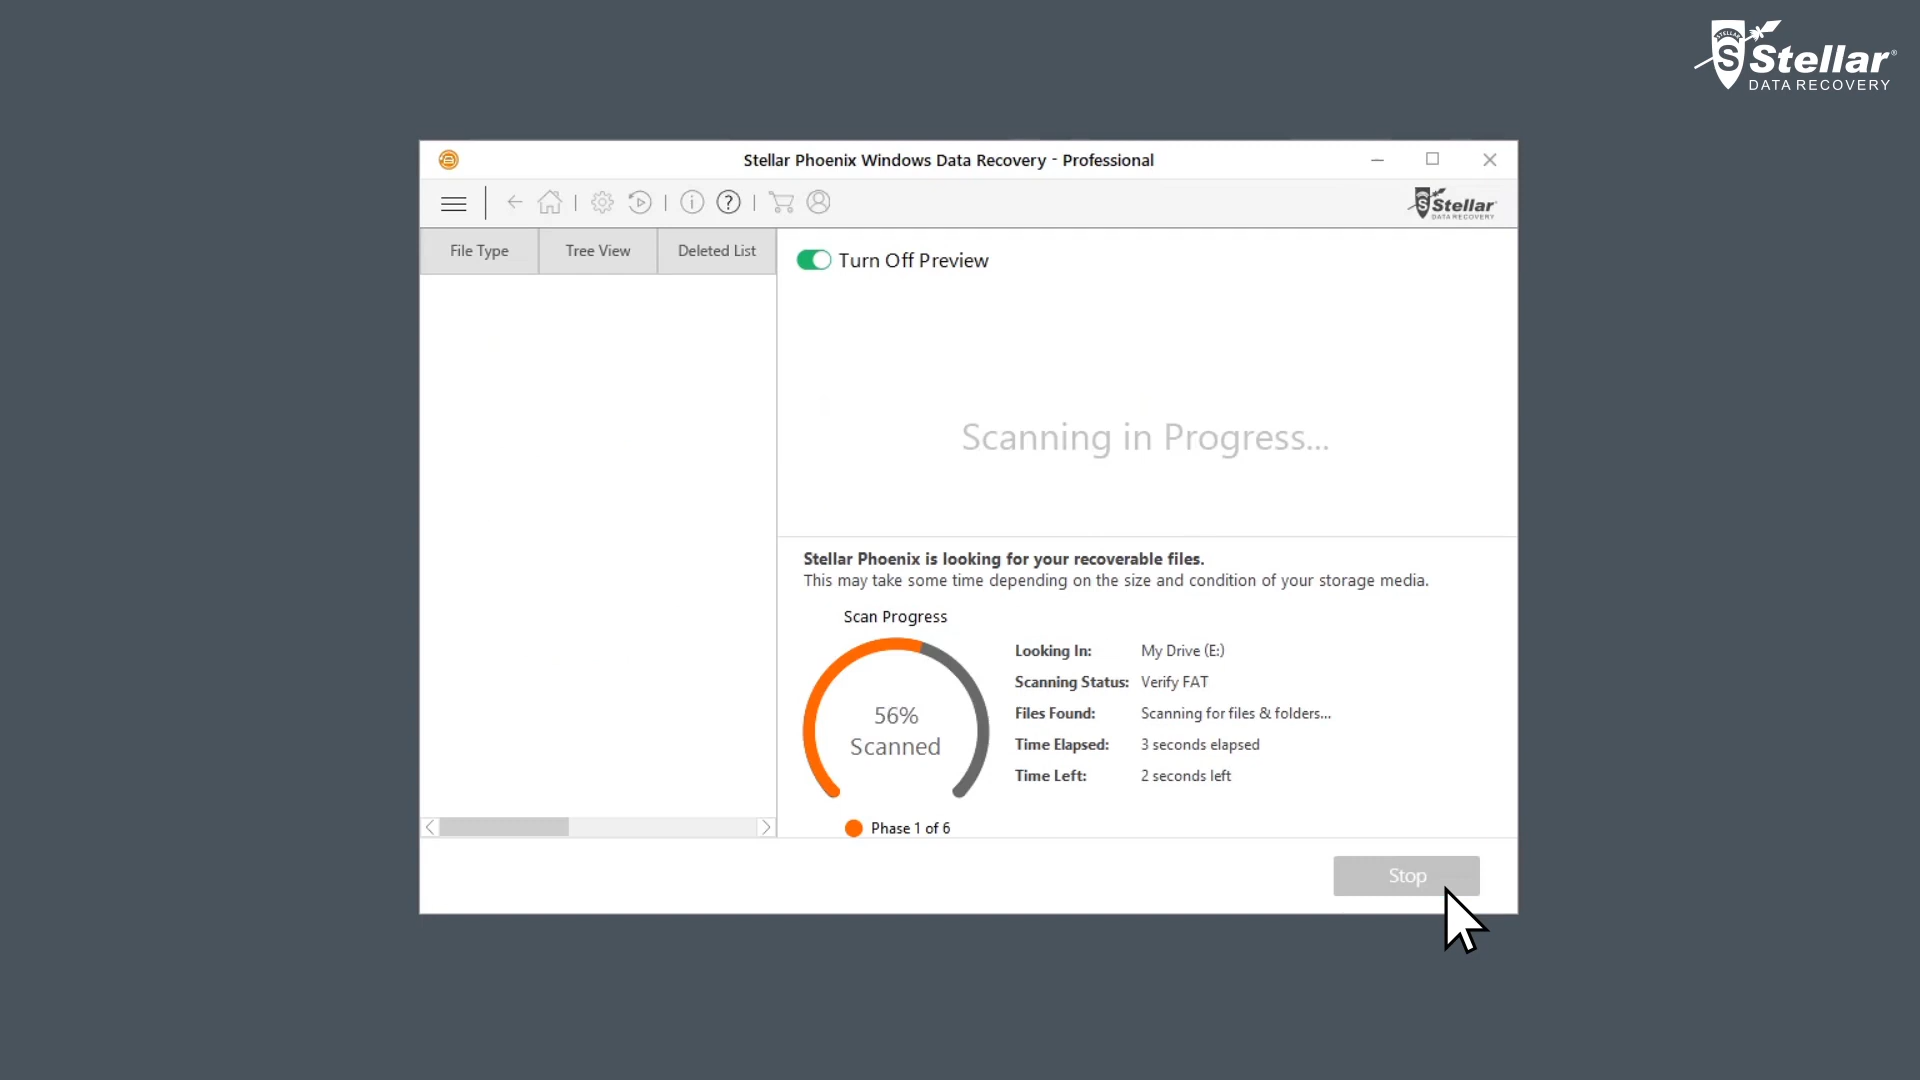 STELLAR
S
Stellar®
DATA RECOVERY
Stellar Phoenix Windows Data Recovery - Professional
S Stellar
DATA RECOVERY
File Type
Tree View
Deleted List
Turn Off Preview
Scanning in Progress...
Stellar Phoenix is looking for your recoverable files.
This may take some time depending on the size and condition of your storage media.
Scan Progress
56%
Scanned
Looking In: My Drive (E:)
Scanning Status: Verify FAT
Files Found: Scanning for files & folders...
Time Elapsed: 3 seconds elapsed
Time Left: 2 seconds left
Phase 1 of 6
Stop